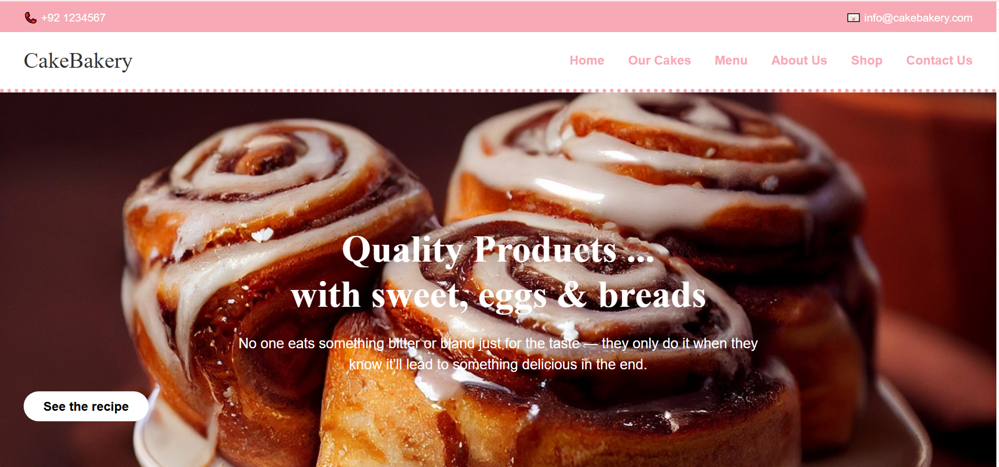 +92 1234567
info@cakebakery.com
CakeBakery
Home Our Cakes Menu About Us Shop Contact Us
Quality Products ...
with sweet, eggs & breads
No one eats something bitter or bland just for the taste — they only do it when they
know it'll lead to something delicious in the end.
See the recipe